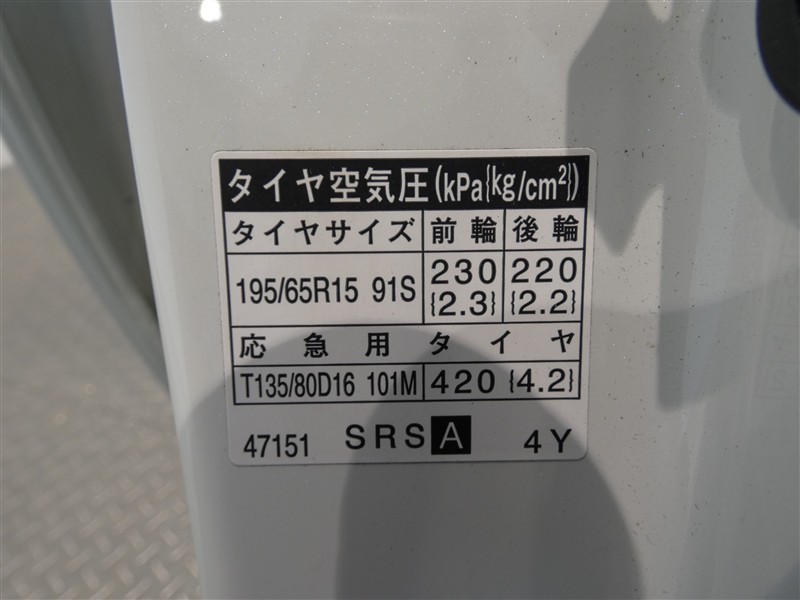 タイヤ空気圧(kPa{kg/cm²})
タイヤサイズ 前輪 後輪
195/65R15 91S 230 {2.3} 220 {2.2}
応急用タイヤ
T135/80D16 101M 420 {4.2}
47151 SRS A 4Y